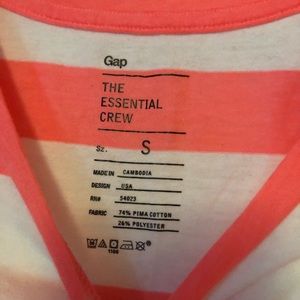 Gap
THE
ESSENTIAL
CREW
Sz. S
MADE IN CAMBODIA
DESIGN USA
RN# 54023
FABRIC 74% PIMA COTTON
26% POLYESTER